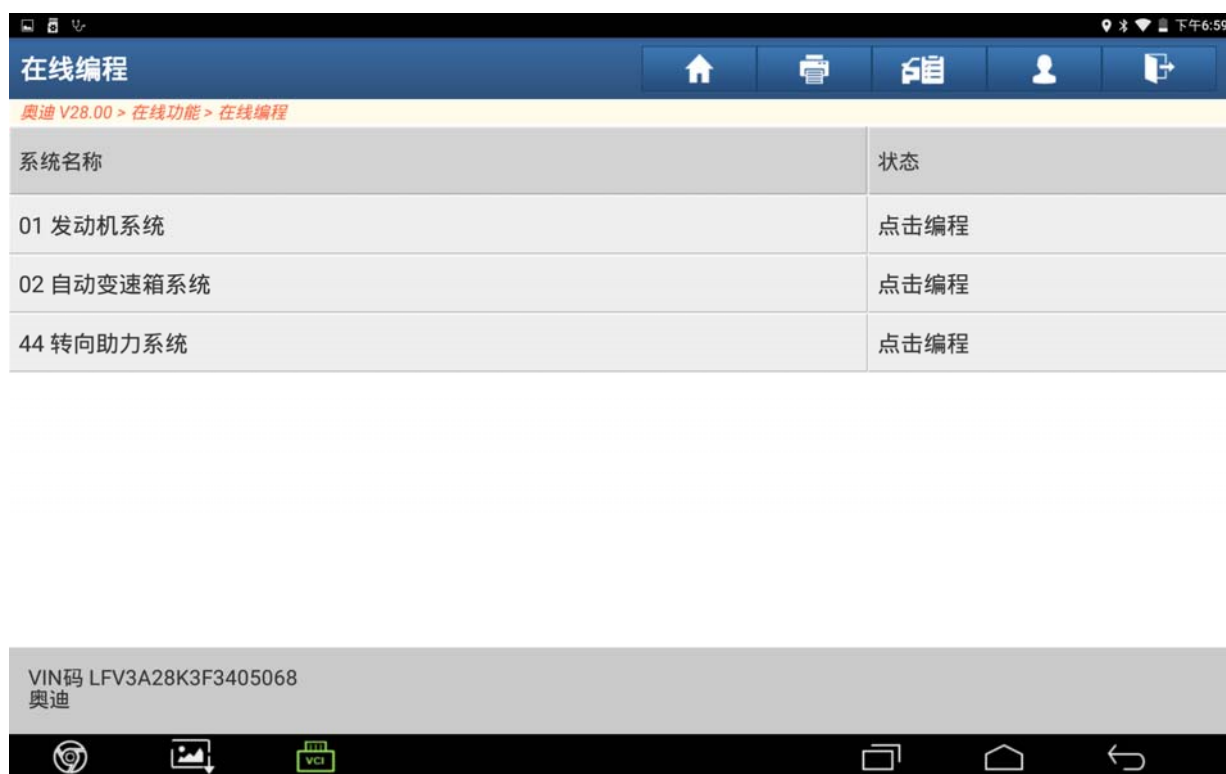 下午6:59
在线编程
奥迪 V28.00 > 在线功能 > 在线编程
系统名称 状态
01 发动机系统 点击编程
02 自动变速箱系统 点击编程
44 转向助力系统 点击编程
VIN码 LFV3A28K3F3405068
奥迪
VCI